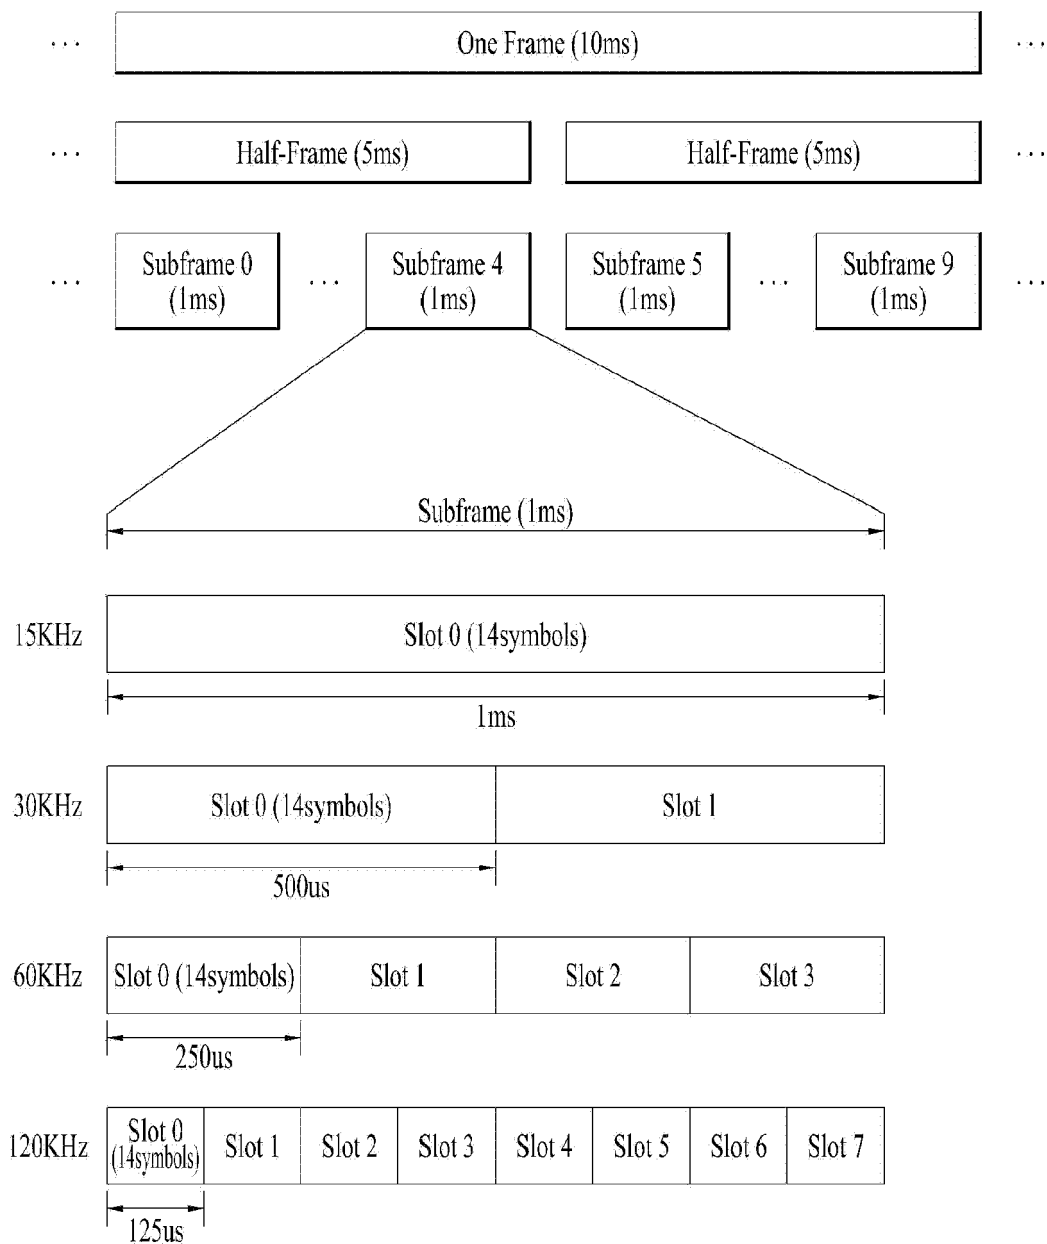 ... One Frame (10ms) ...
... Half-Frame (5ms) Half-Frame (5ms) ...
Subframe 0 Subframe 4 Subframe 5 Subframe 9
... (1ms) ... (1ms) (1ms) ... (1ms) ...
Subframe (1ms)
15KHz Slot 0 (14symbols)
1ms
30KHz Slot 0 (14symbols) Slot 1
500us
60KHz Slot 0 (14symbols) Slot 1 Slot 2 Slot 3
250us
120KHz Slot 0 (14symbols) Slot 1 Slot 2 Slot 3 Slot 4 Slot 5 Slot 6 Slot 7
125us